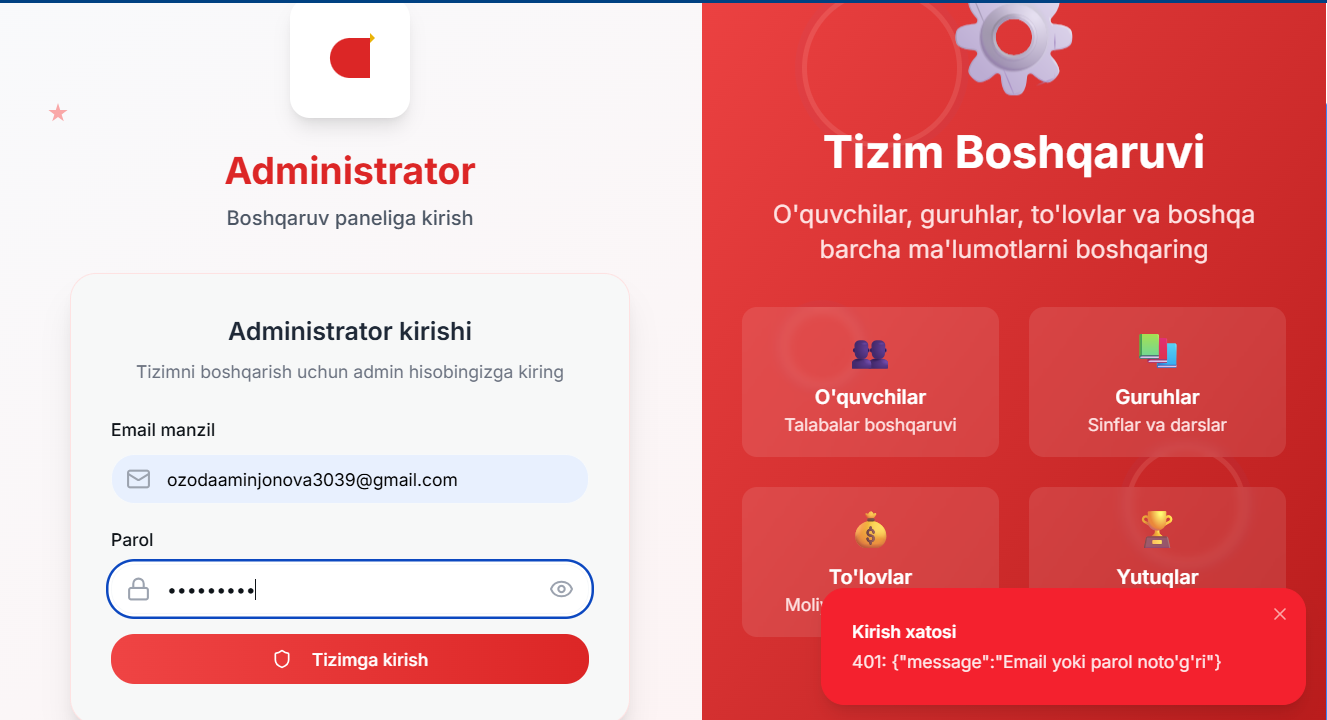 Administrator
Boshqaruv paneliga kirish
Administrator kirishi
Tizimni boshqarish uchun admin hisobingizga kiring
Email manzil
ozodaaminjonova3039@gmail.com
Parol
•••••••••
Tizimga kirish
Tizim Boshqaruvi
O'quvchilar, guruhlar, to'lovlar va boshqa
barcha ma'lumotlarni boshqaring
O'quvchilar
Talabalar boshqaruvi
Guruhlar
Sinflar va darslar
To'lovlar
Yutuqlar
Kirish xatosi
401: {"message":"Email yoki parol noto'g'ri"}